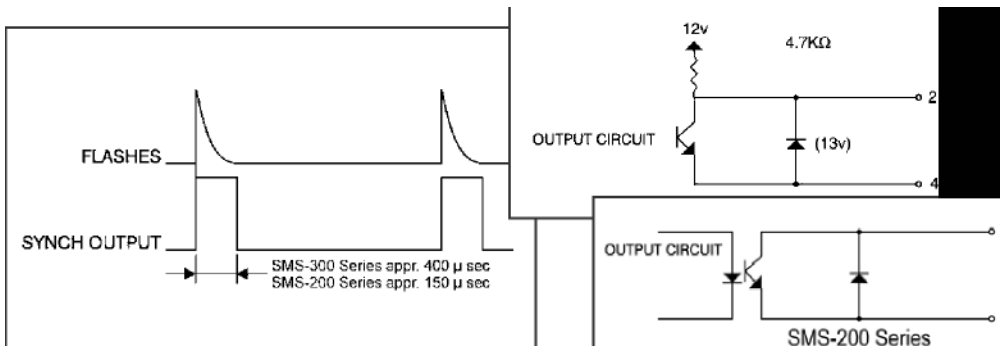 FLASHES
SYNCH OUTPUT
SMS-300 Series appr. 400 μ sec
SMS-200 Series appr. 150 μ sec
12v
4.7KΩ
2
OUTPUT CIRCUIT
(13v)
4
OUTPUT CIRCUIT
SMS-200 Series